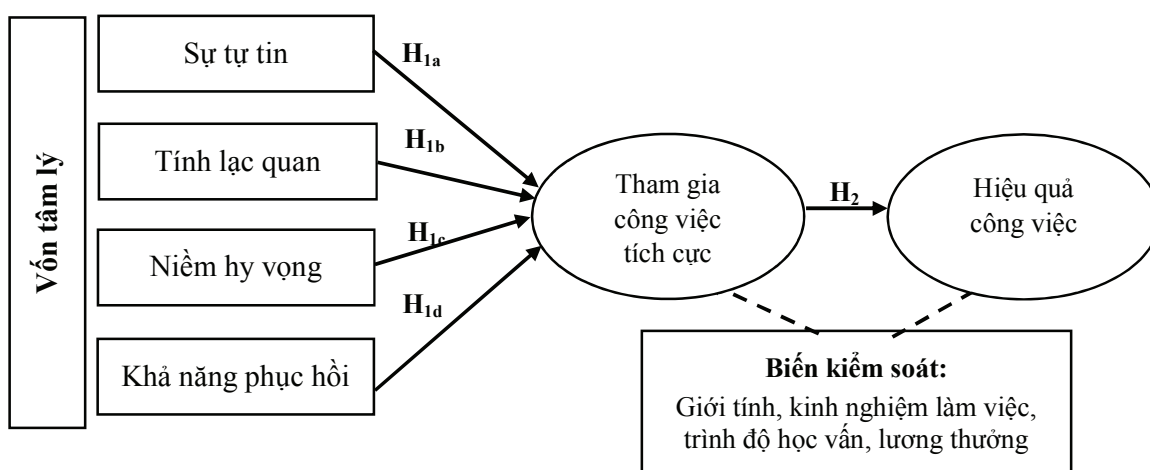 Vốn tâm lý
Sự tự tin
Tính lạc quan
Niềm hy vọng
Khả năng phục hồi
H1a
H1b
H1c
H1d
Tham gia
công việc
tích cực
H2
Hiệu quả
công việc
Biến kiểm soát:
Giới tính, kinh nghiệm làm việc,
trình độ học vấn, lương thưởng